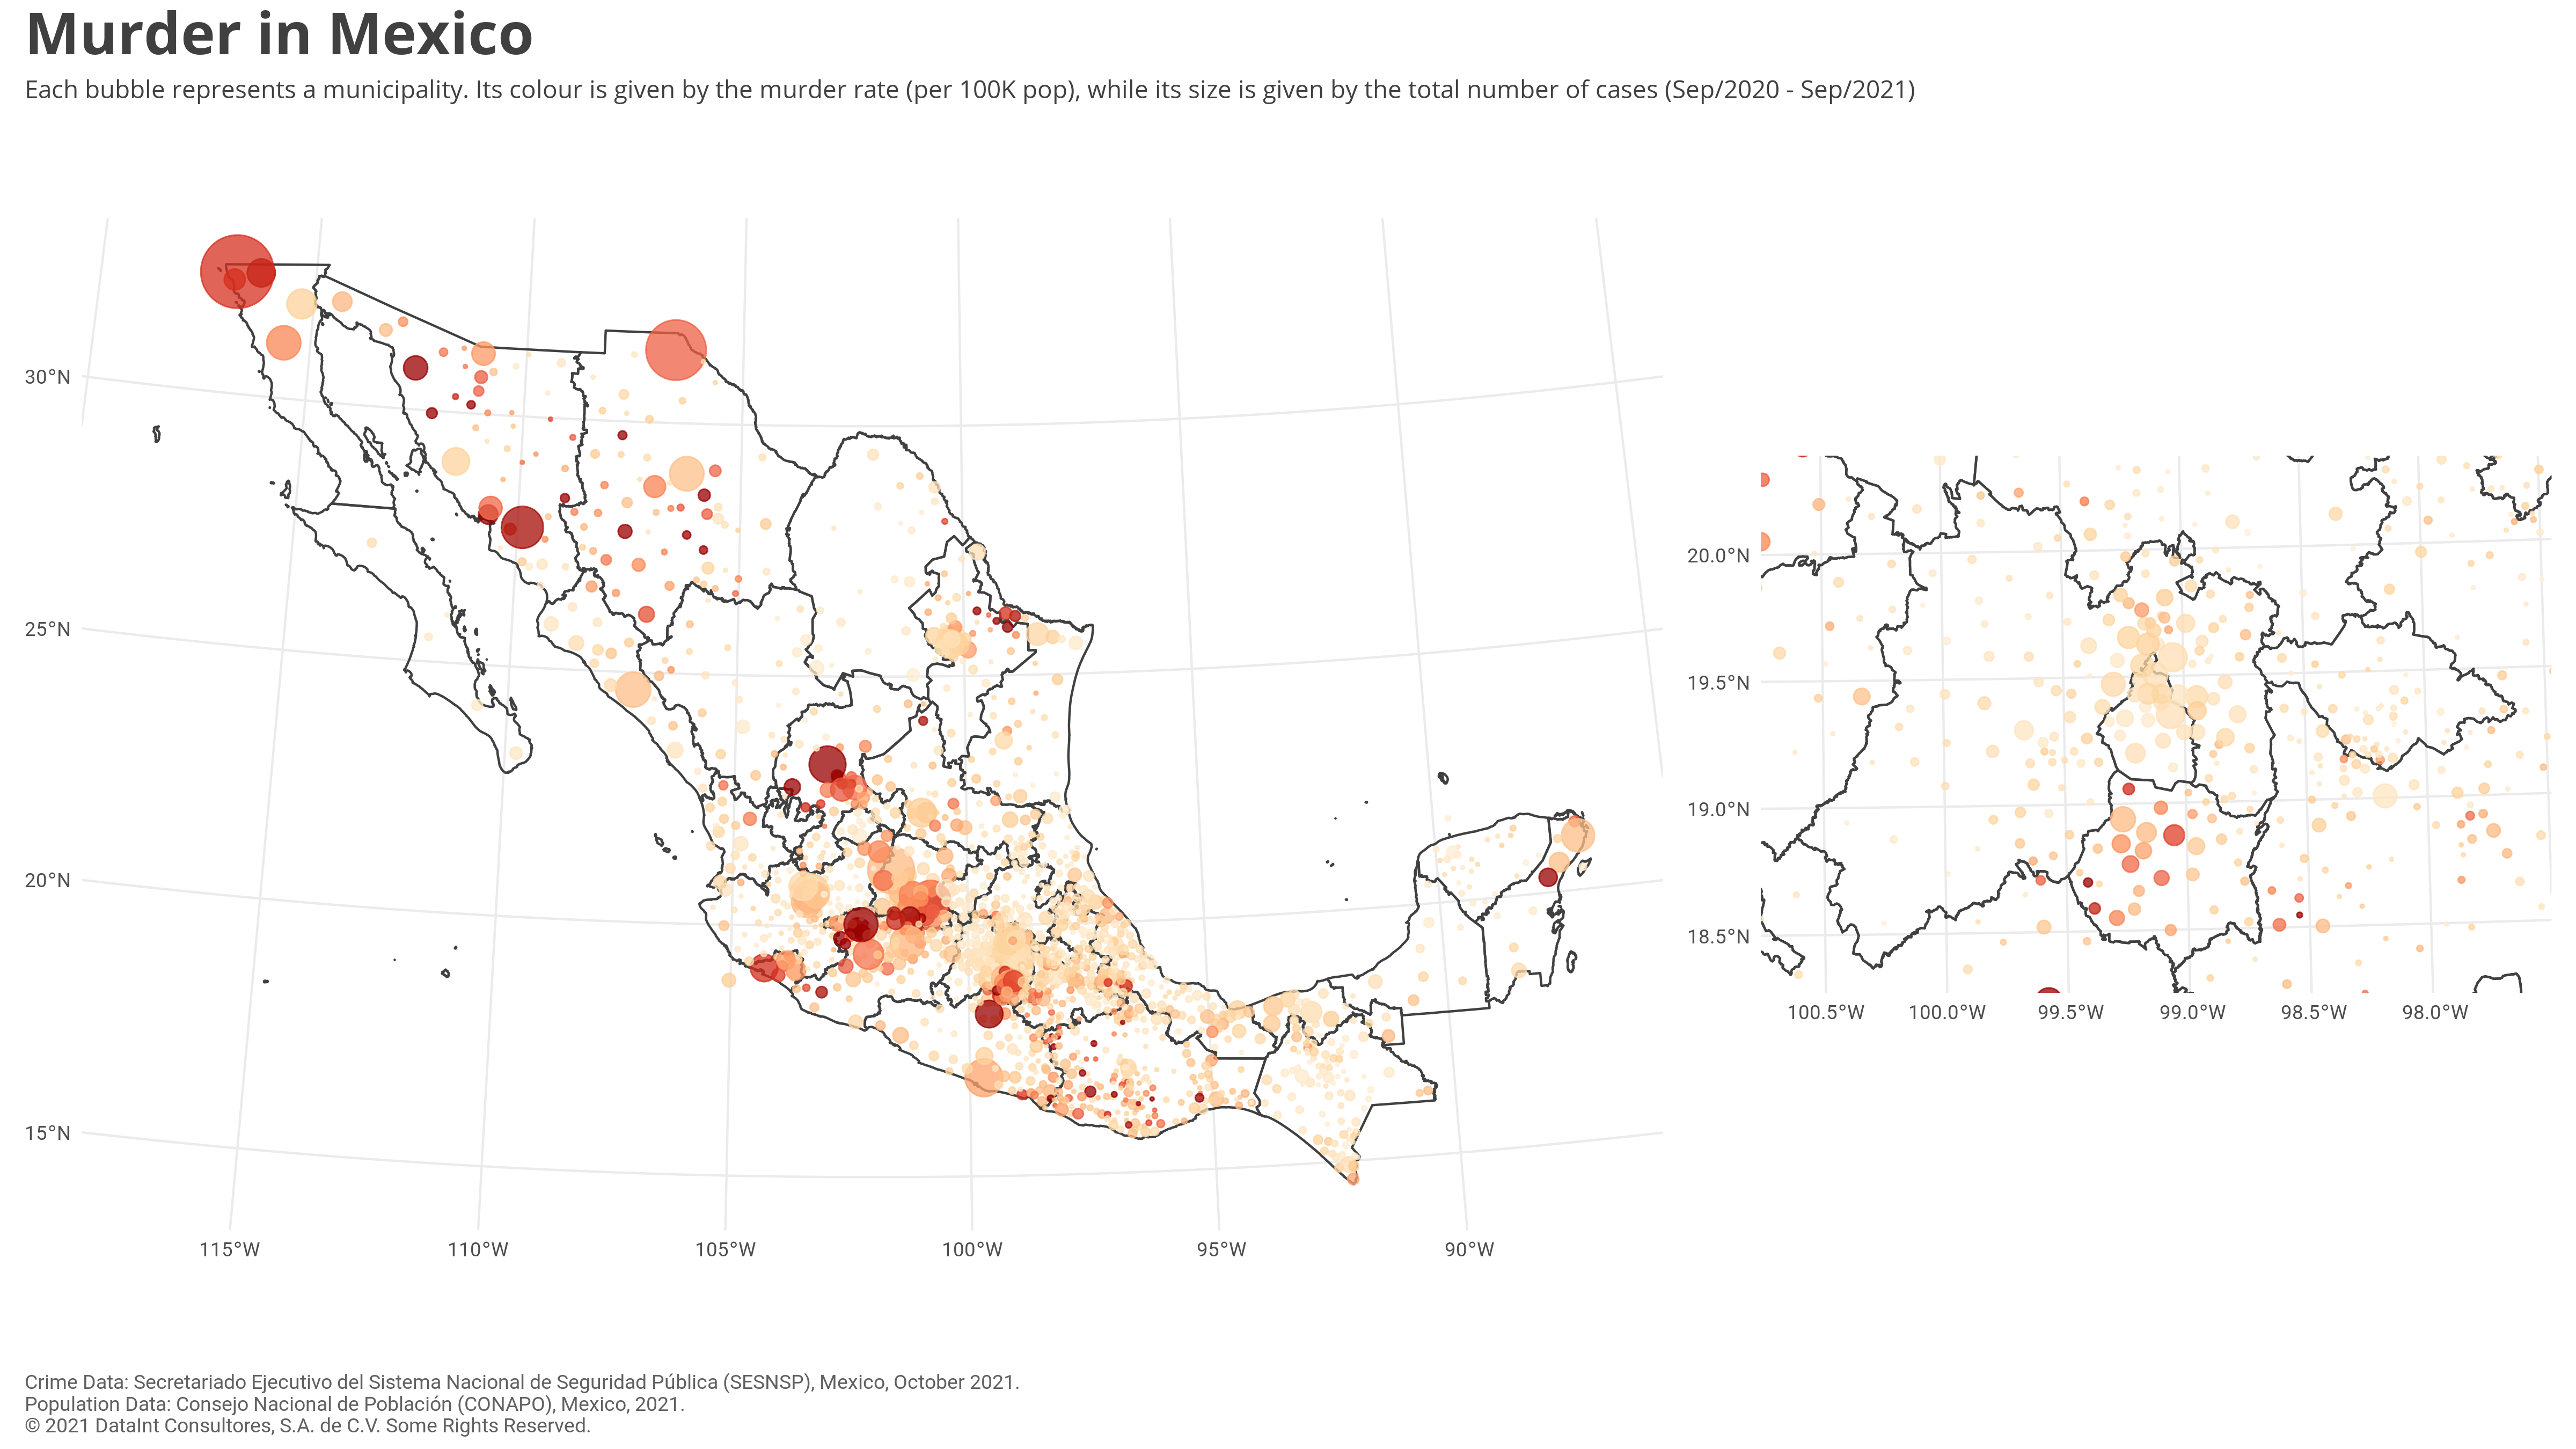 Murder in Mexico
Each bubble represents a municipality. Its colour is given by the murder rate (per 100K pop), while its size is given by the total number of cases (Sep/2020 - Sep/2021)
30°N
25°N
20°N
15°N
115°W 110°W 105°W 100°W 95°W 90°W
20.0°N
19.5°N
19.0°N
18.5°N
100.5°W 100.0°W 99.5°W 99.0°W 98.5°W 98.0°W
Crime Data: Secretariado Ejecutivo del Sistema Nacional de Seguridad Pública (SESNSP), Mexico, October 2021.
Population Data: Consejo Nacional de Población (CONAPO), Mexico, 2021.
© 2021 DataInt Consultores, S.A. de C.V. Some Rights Reserved.